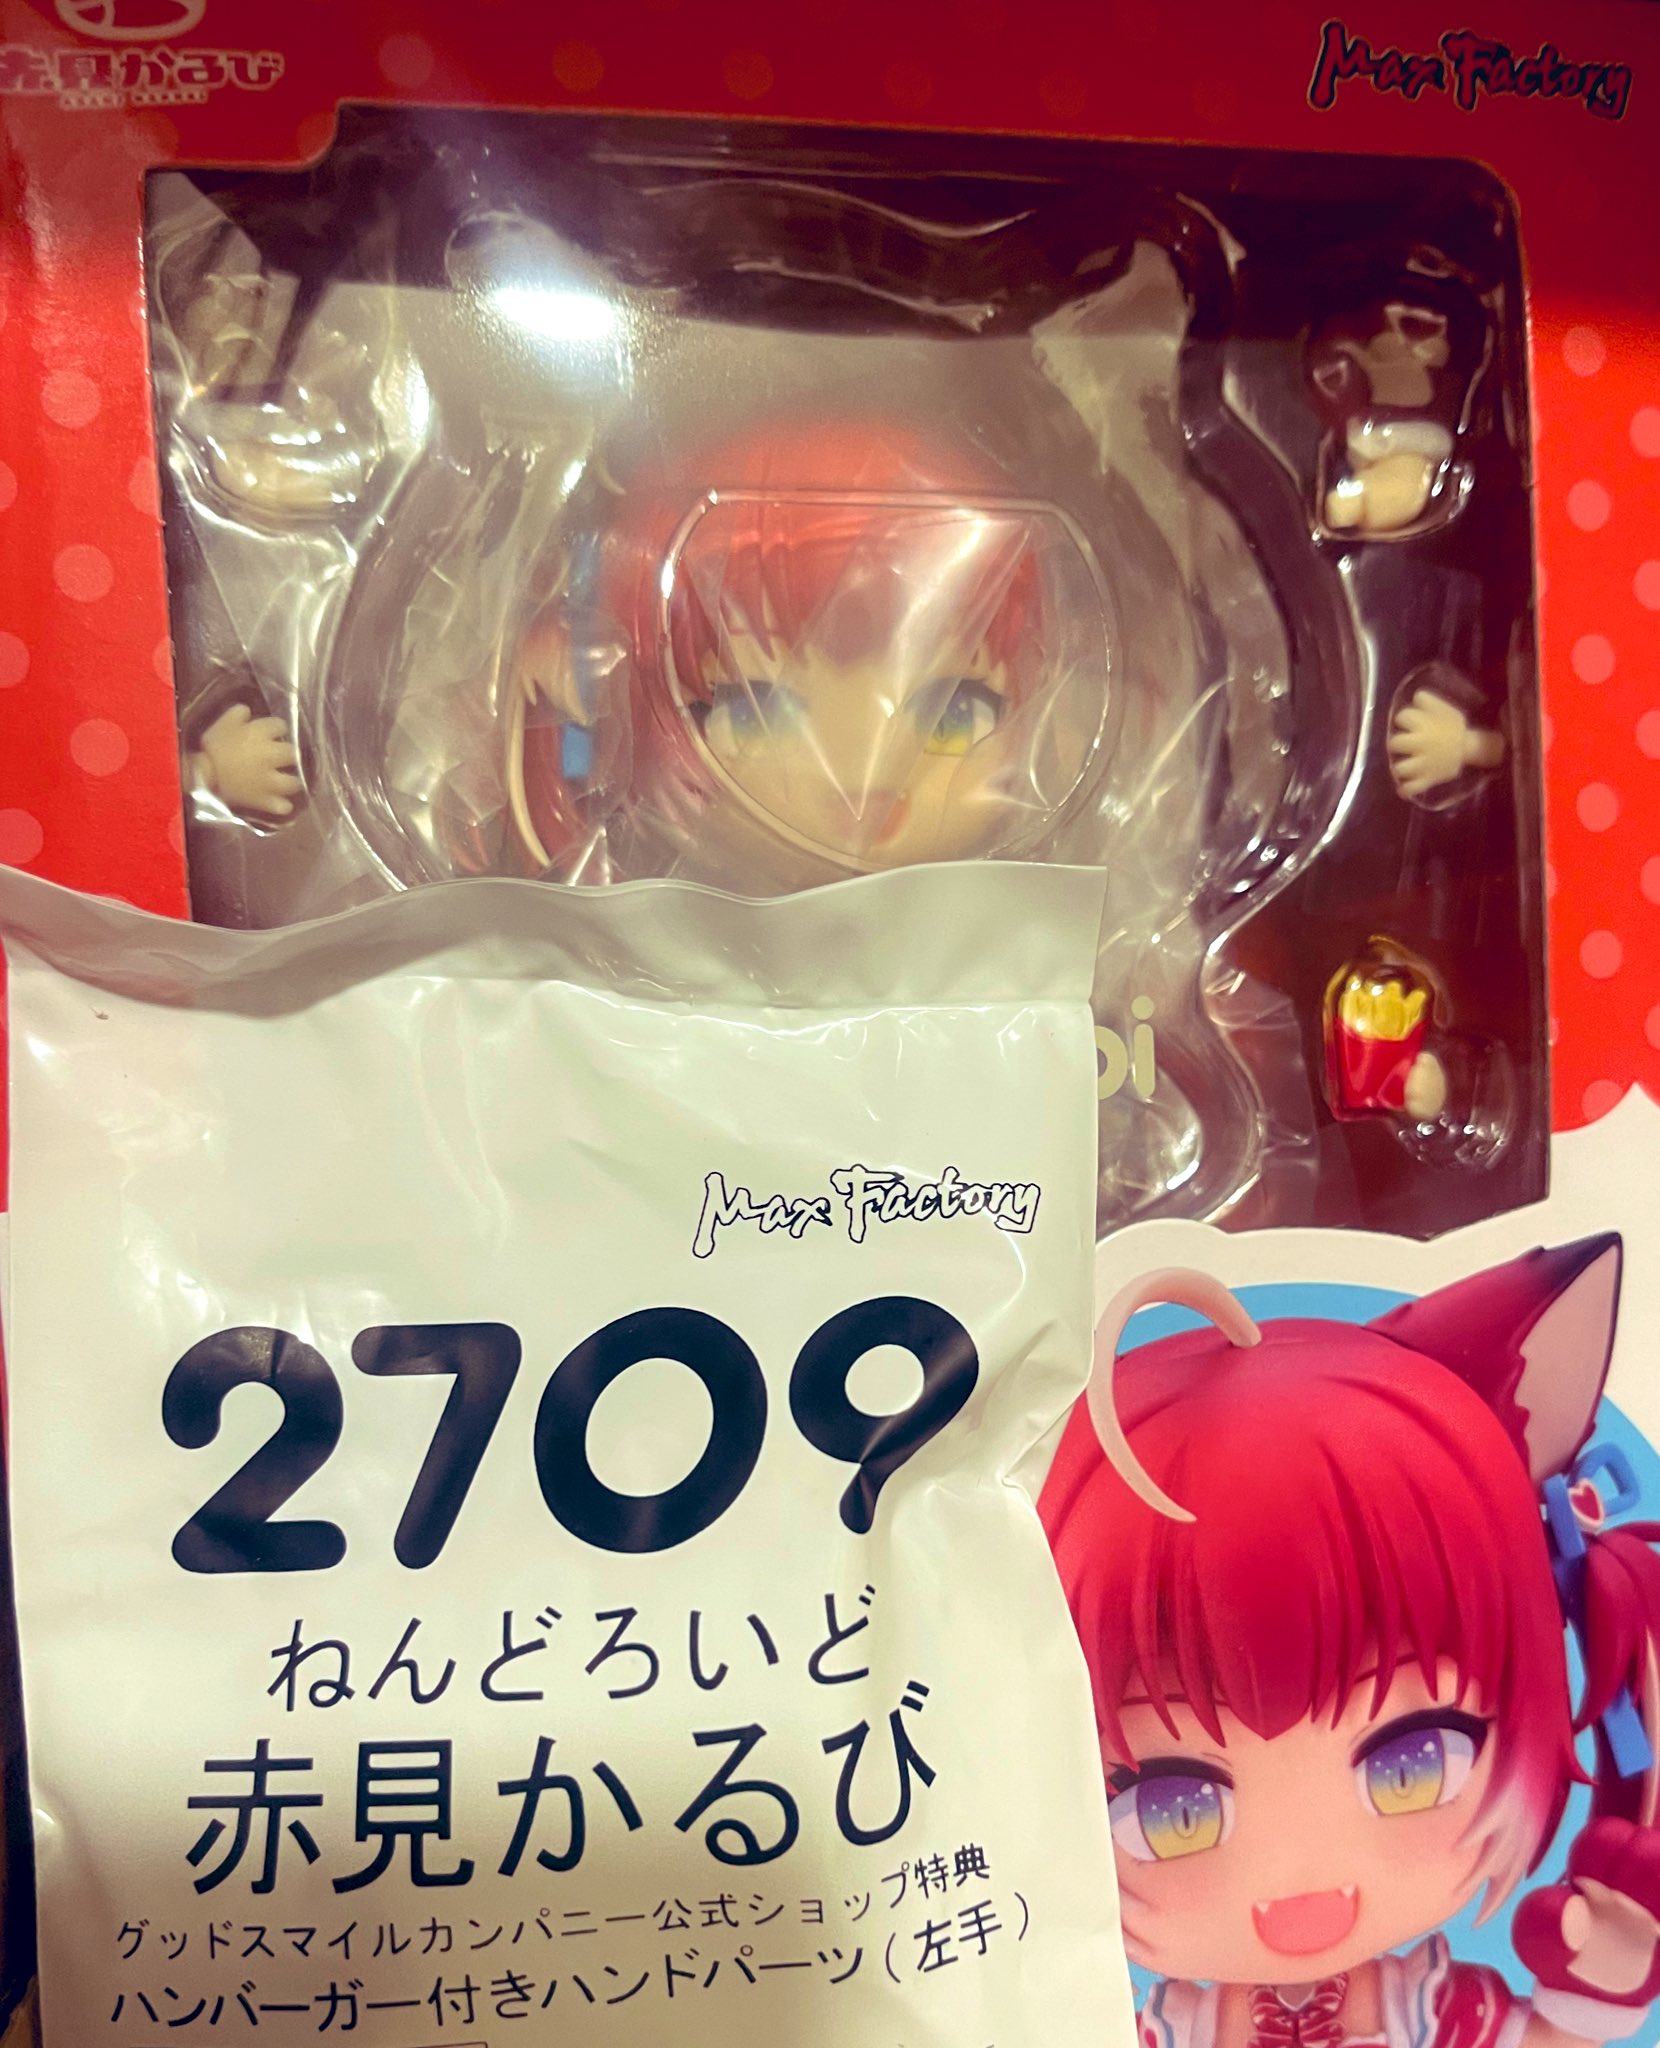 赤見かるび
Max Factory
oi
Max Factory
2709
ねんどろいど
赤見かるび
グッドスマイルカンパニー公式ショップ特典
ハンバーガー付きハンドパーツ(左手)